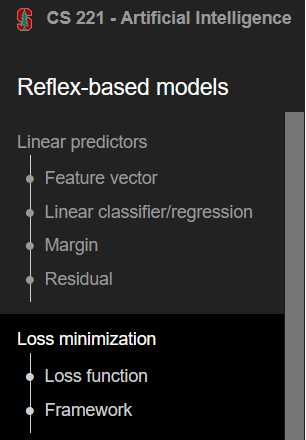 CS 221 - Artificial Intelligence
Reflex-based models
Linear predictors
Feature vector
Linear classifier/regression
Margin
Residual
Loss minimization
Loss function
Framework